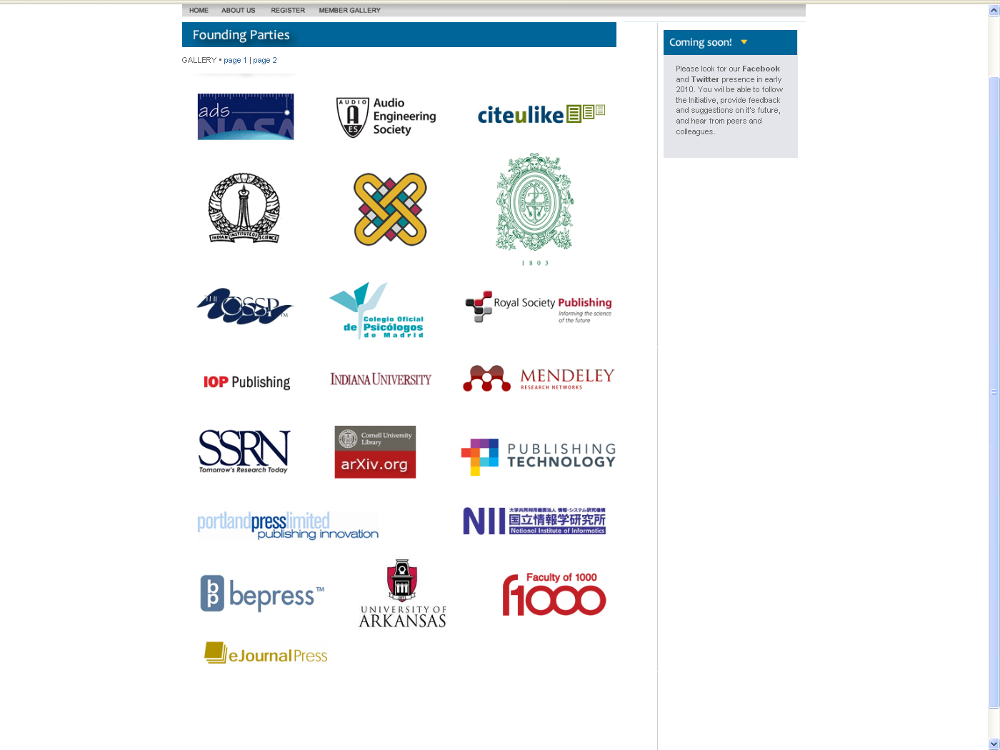 HOME ABOUT US REGISTER MEMBER GALLERY
Founding Parties
GALLERY • page 1 | page 2
Coming soon!
Please look for our Facebook
and Twitter presence in early
2010. You wil be able to follow
the Initiative, provide feedback
and suggestions on it's future,
and hear from peers and
colleagues.
ads
NASA
AUDIO
A
ES
Audio
Engineering
Society
citeulike
INDIAN INSTITUTE OF SCIENCE
UNIVERSIDAD DE ANTIOQUIA
1803
THE OSSP TM
Colegio Oficial
de Psicólogos
de Madrid
Royal Society Publishing
Informing the science
of the future
IOP Publishing
INDIANA UNIVERSITY
MENDELEY
RESEARCH NETWORKS
SSRN
Tomorrow's Research Today
Cornell University
Library
arXiv.org
PUBLISHING
TECHNOLOGY
portlandpresslimited
publishing innovation
NII
大学共同利用機関法人 情報・システム研究機構
国立情報学研究所
National Institute of Informatics
bp
bepress™
1871
UNIVERSITY OF
ARKANSAS
Faculty of 1000
f1000
eJournalPress